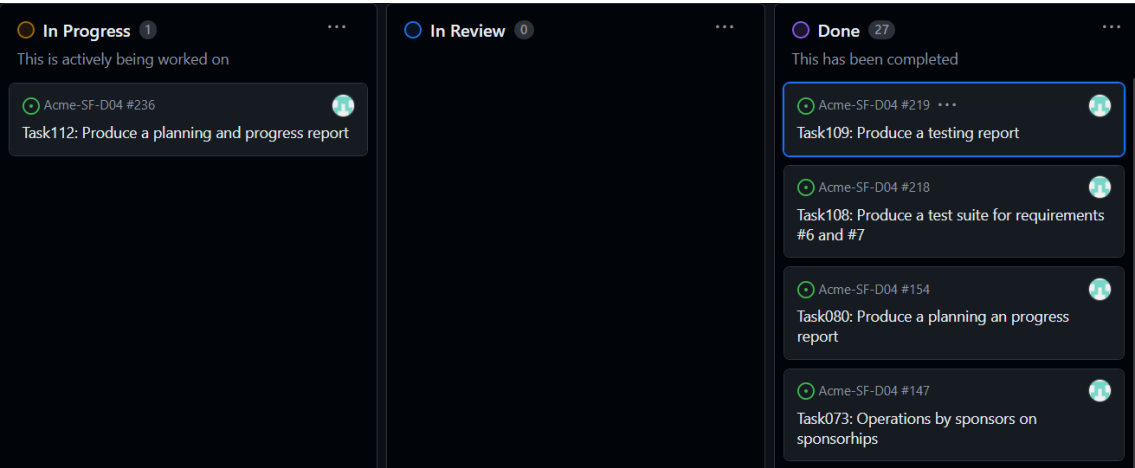 In Progress 1 ...
This is actively being worked on
Acme-SF-D04 #236
Task112: Produce a planning and progress report
In Review 0 ...
Done 27 ...
This has been completed
Acme-SF-D04 #219 ...
Task109: Produce a testing report
Acme-SF-D04 #218
Task108: Produce a test suite for requirements
#6 and #7
Acme-SF-D04 #154
Task080: Produce a planning an progress
report
Acme-SF-D04 #147
Task073: Operations by sponsors on
sponsorhips